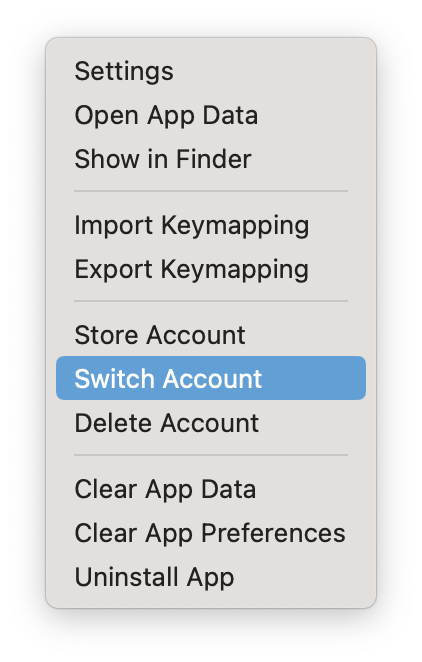 Settings
Open App Data
Show in Finder
Import Keymapping
Export Keymapping
Store Account
Switch Account
Delete Account
Clear App Data
Clear App Preferences
Uninstall App